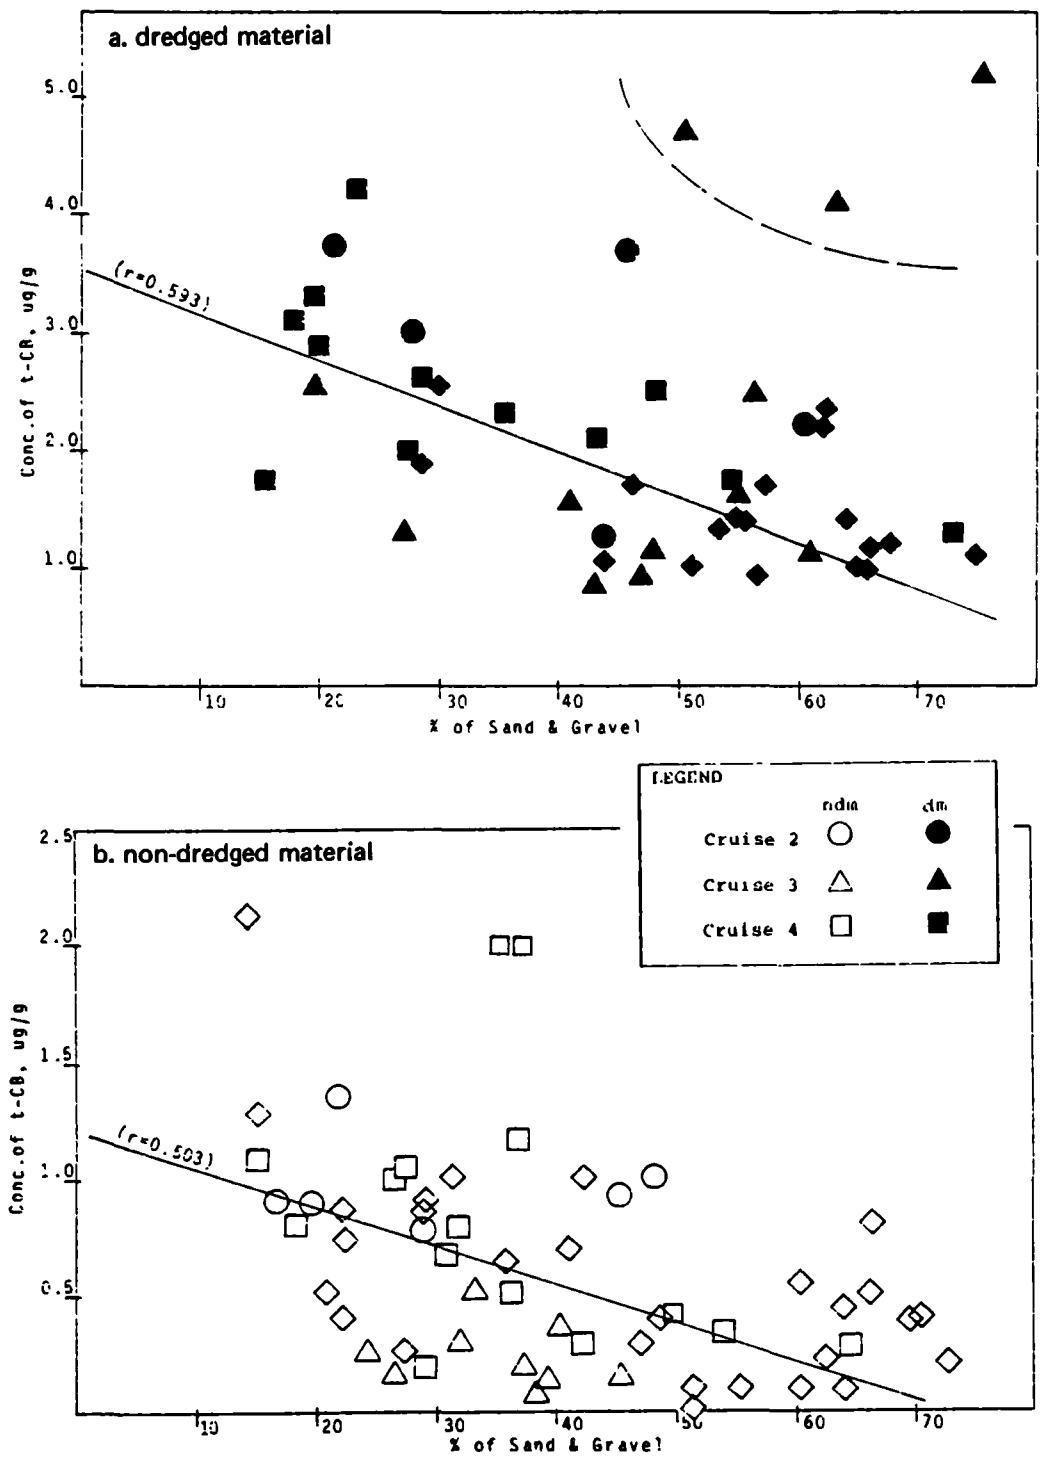 a. dredged material
5.0
4.0
3.0
2.0
1.0
Conc.of t-CB, ug/g
(r=0.593)
10 20 30 40 50 60 70
% of Sand & Gravel
LEGEND
ndm dm
Cruise 2
Cruise 3
Cruise 4
b. non-dredged material
2.5
2.0
1.5
1.0
0.5
Conc.of t-CB, ug/g
(r=0.503)
10 20 30 40 50 60 70
% of Sand & Gravel